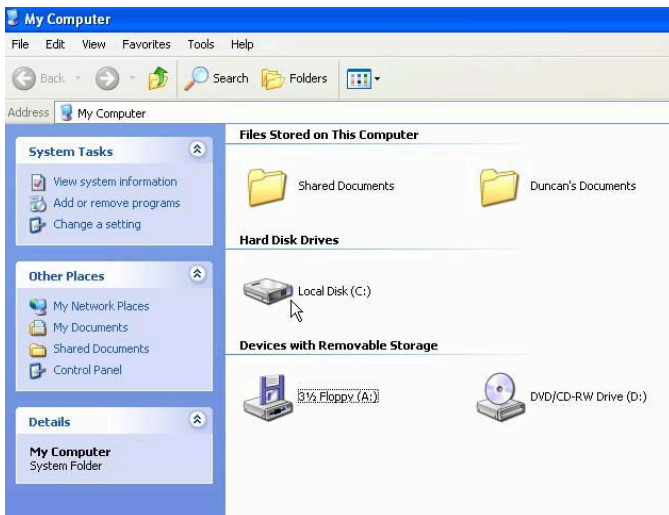 My Computer
File Edit View Favorites Tools Help
Back Search Folders
Address My Computer
System Tasks
View system information
Add or remove programs
Change a setting
Other Places
My Network Places
My Documents
Shared Documents
Control Panel
Details
My Computer
System Folder
Files Stored on This Computer
Shared Documents Duncan's Documents
Hard Disk Drives
Local Disk (C:)
Devices with Removable Storage
3½ Floppy (A:) DVD/CD-RW Drive (D:)